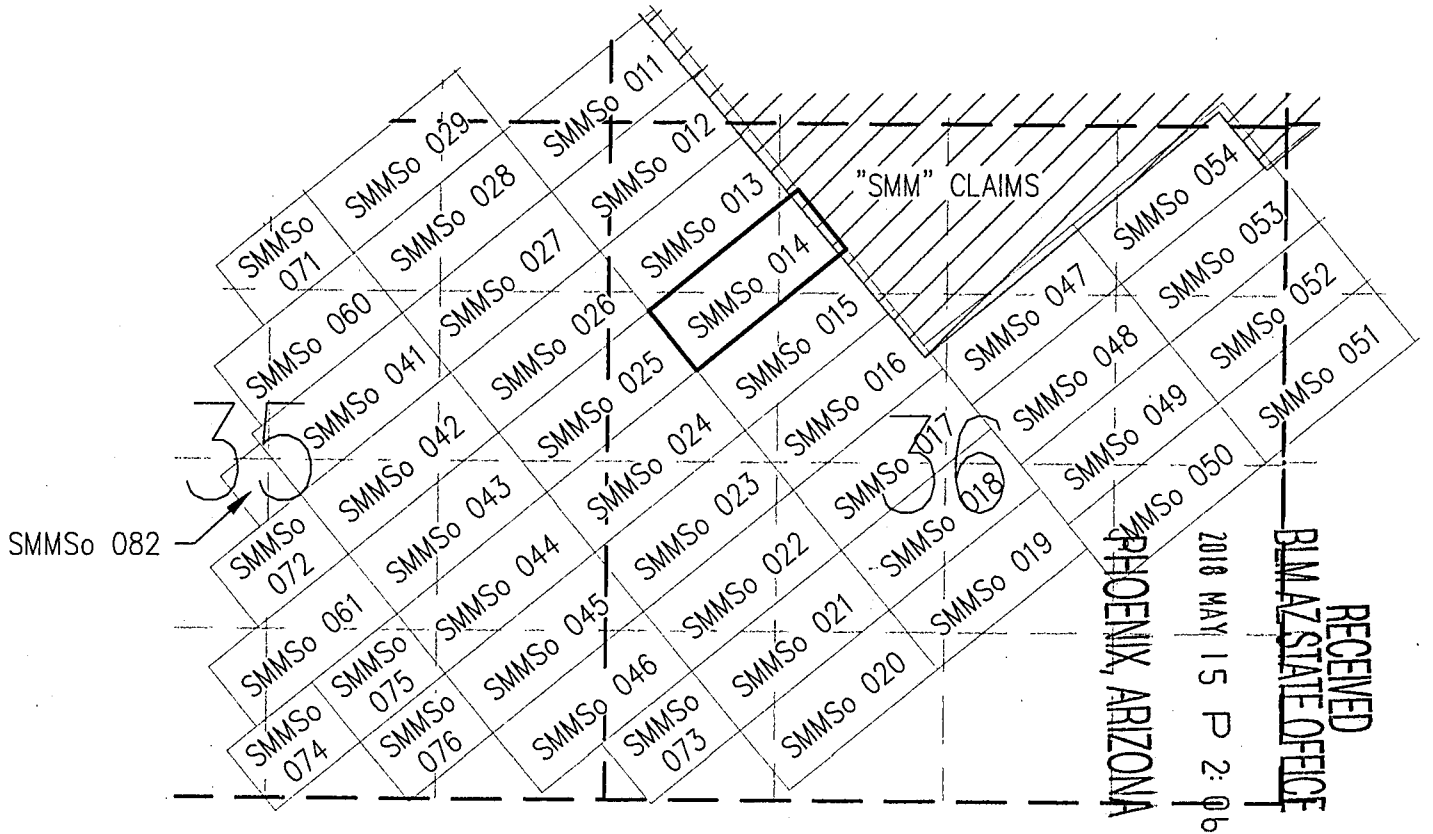 SMMSo 011
SMMSo 029
SMMSo 012
SMMSo 028
SMMSo 013
"SMM" CLAIMS
SMMSo 054
SMMSo
071
SMMSo 027
SMMSo 014
SMMSo 053
SMMSo 060
SMMSo 026
SMMSo 015
SMMSo 047
SMMSo 052
SMMSo 041
SMMSo 025
SMMSo 016
SMMSo 048
SMMSo 051
35
SMMSo 042
SMMSo 024
SMMSo 017
36
SMMSo 049
SMMSo 082
SMMSo
072
SMMSo 043
SMMSo 023
SMMSo 018
SMMSo 050
SMMSo 061
SMMSo 044
SMMSo 022
SMMSo 019
SMMSo
075
SMMSo 045
SMMSo 021
SMMSo
074
SMMSo
076
SMMSo 046
SMMSo
073
SMMSo 020
RECEIVED
BLM AZ STATE OFFICE
2018 MAY 15 P 2:06
PHOENIX, ARIZONA